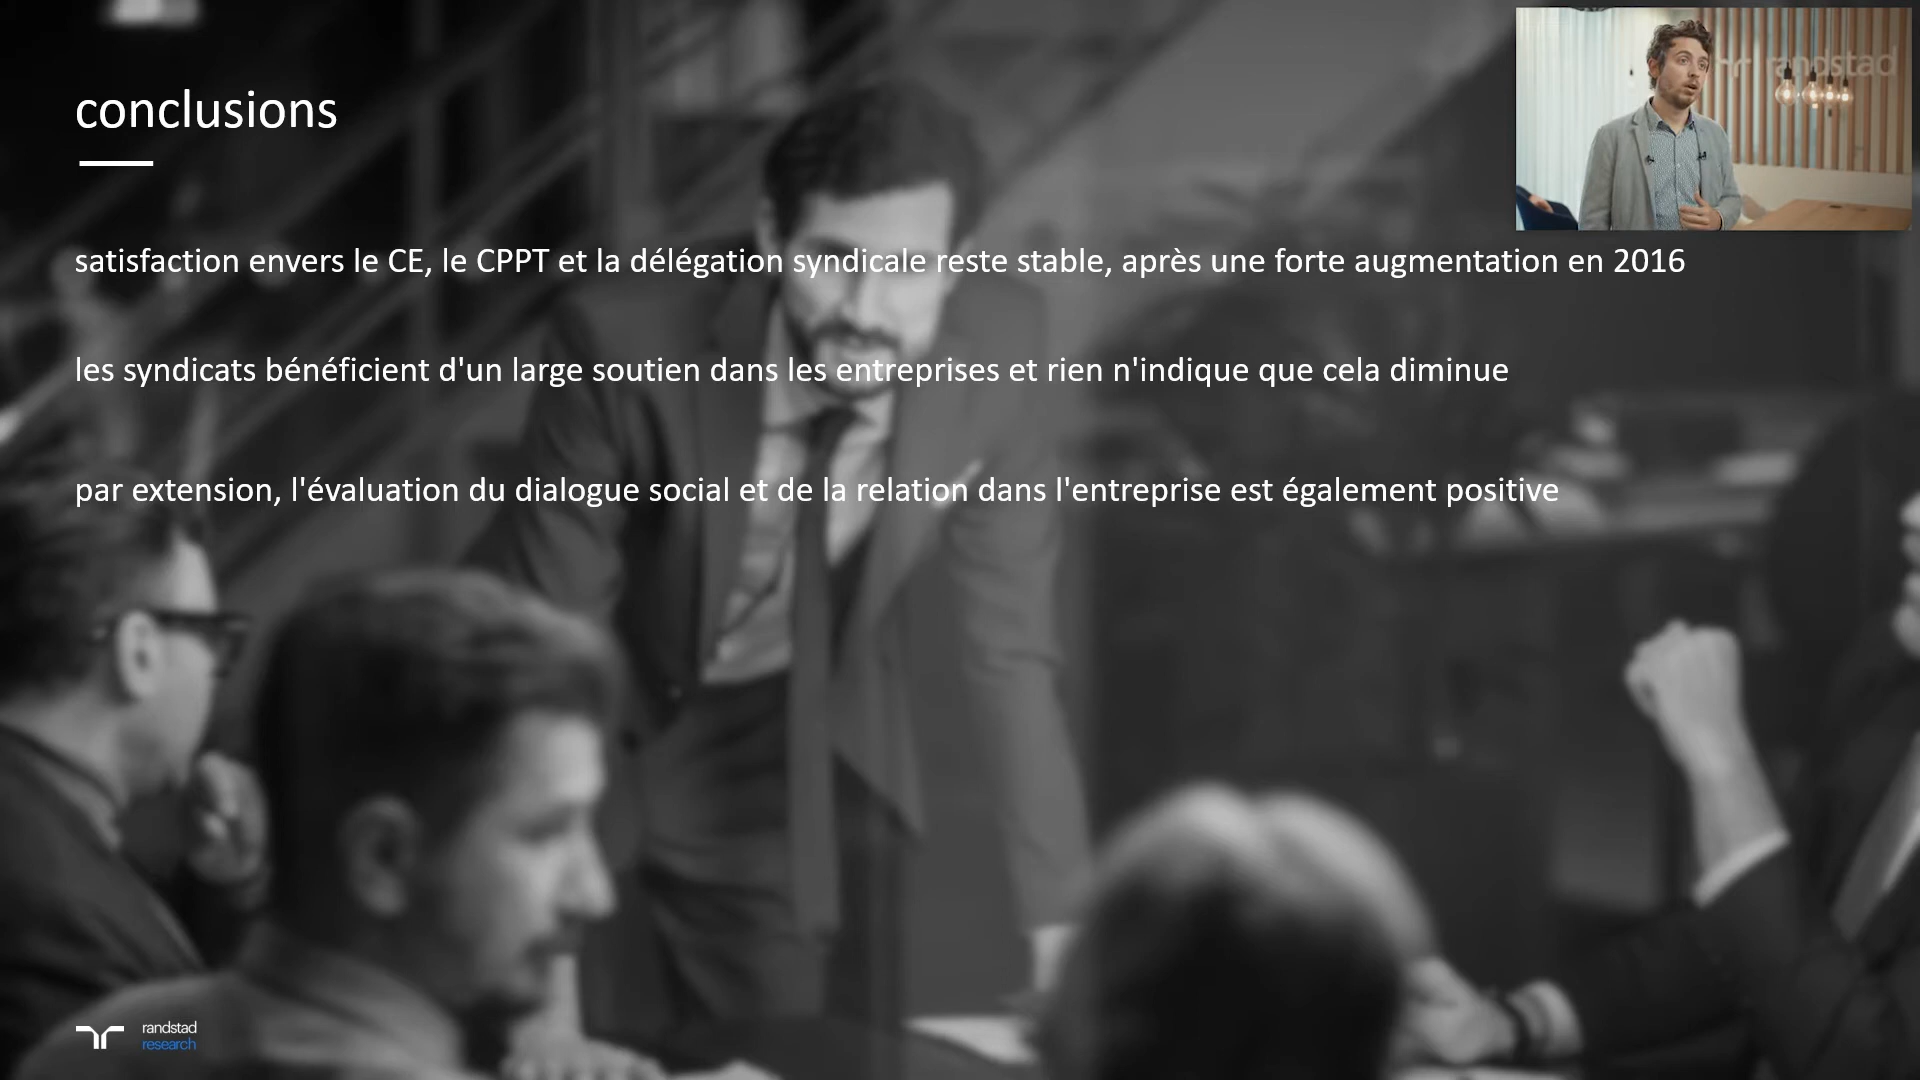 randstad
conclusions
satisfaction envers le CE, le CPPT et la délégation syndicale reste stable, après une forte augmentation en 2016
les syndicats bénéficient d'un large soutien dans les entreprises et rien n'indique que cela diminue
par extension, l'évaluation du dialogue social et de la relation dans l'entreprise est également positive
randstad
research